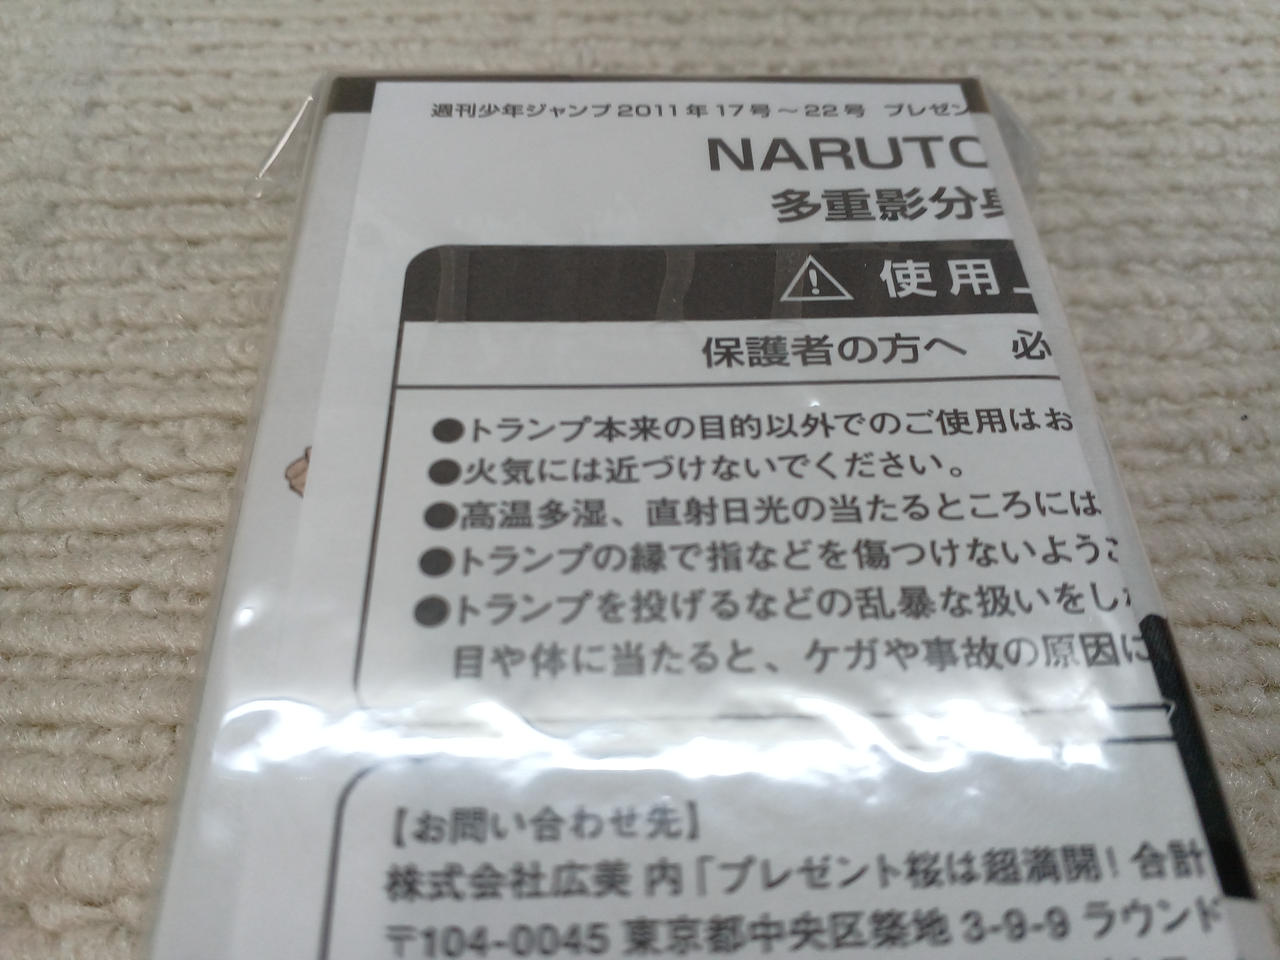 週刊少年ジャンプ2011年17号～22号 プレゼン
NARUTO
多重影分身
⚠使用上
保護者の方へ 必
●トランプ本来の目的以外でのご使用はお
●火気には近づけないでください。
●高温多湿、直射日光の当たるところには
●トランプの縁で指などを傷つけないよう
●トランプを投げるなどの乱暴な扱いをし
目や体に当たると、ケガや事故の原因に
【お問い合わせ先】
株式会社広美 内「プレゼント桜は超満開！合計
〒104-0045 東京都中央区築地 3-9-9 ラウンド